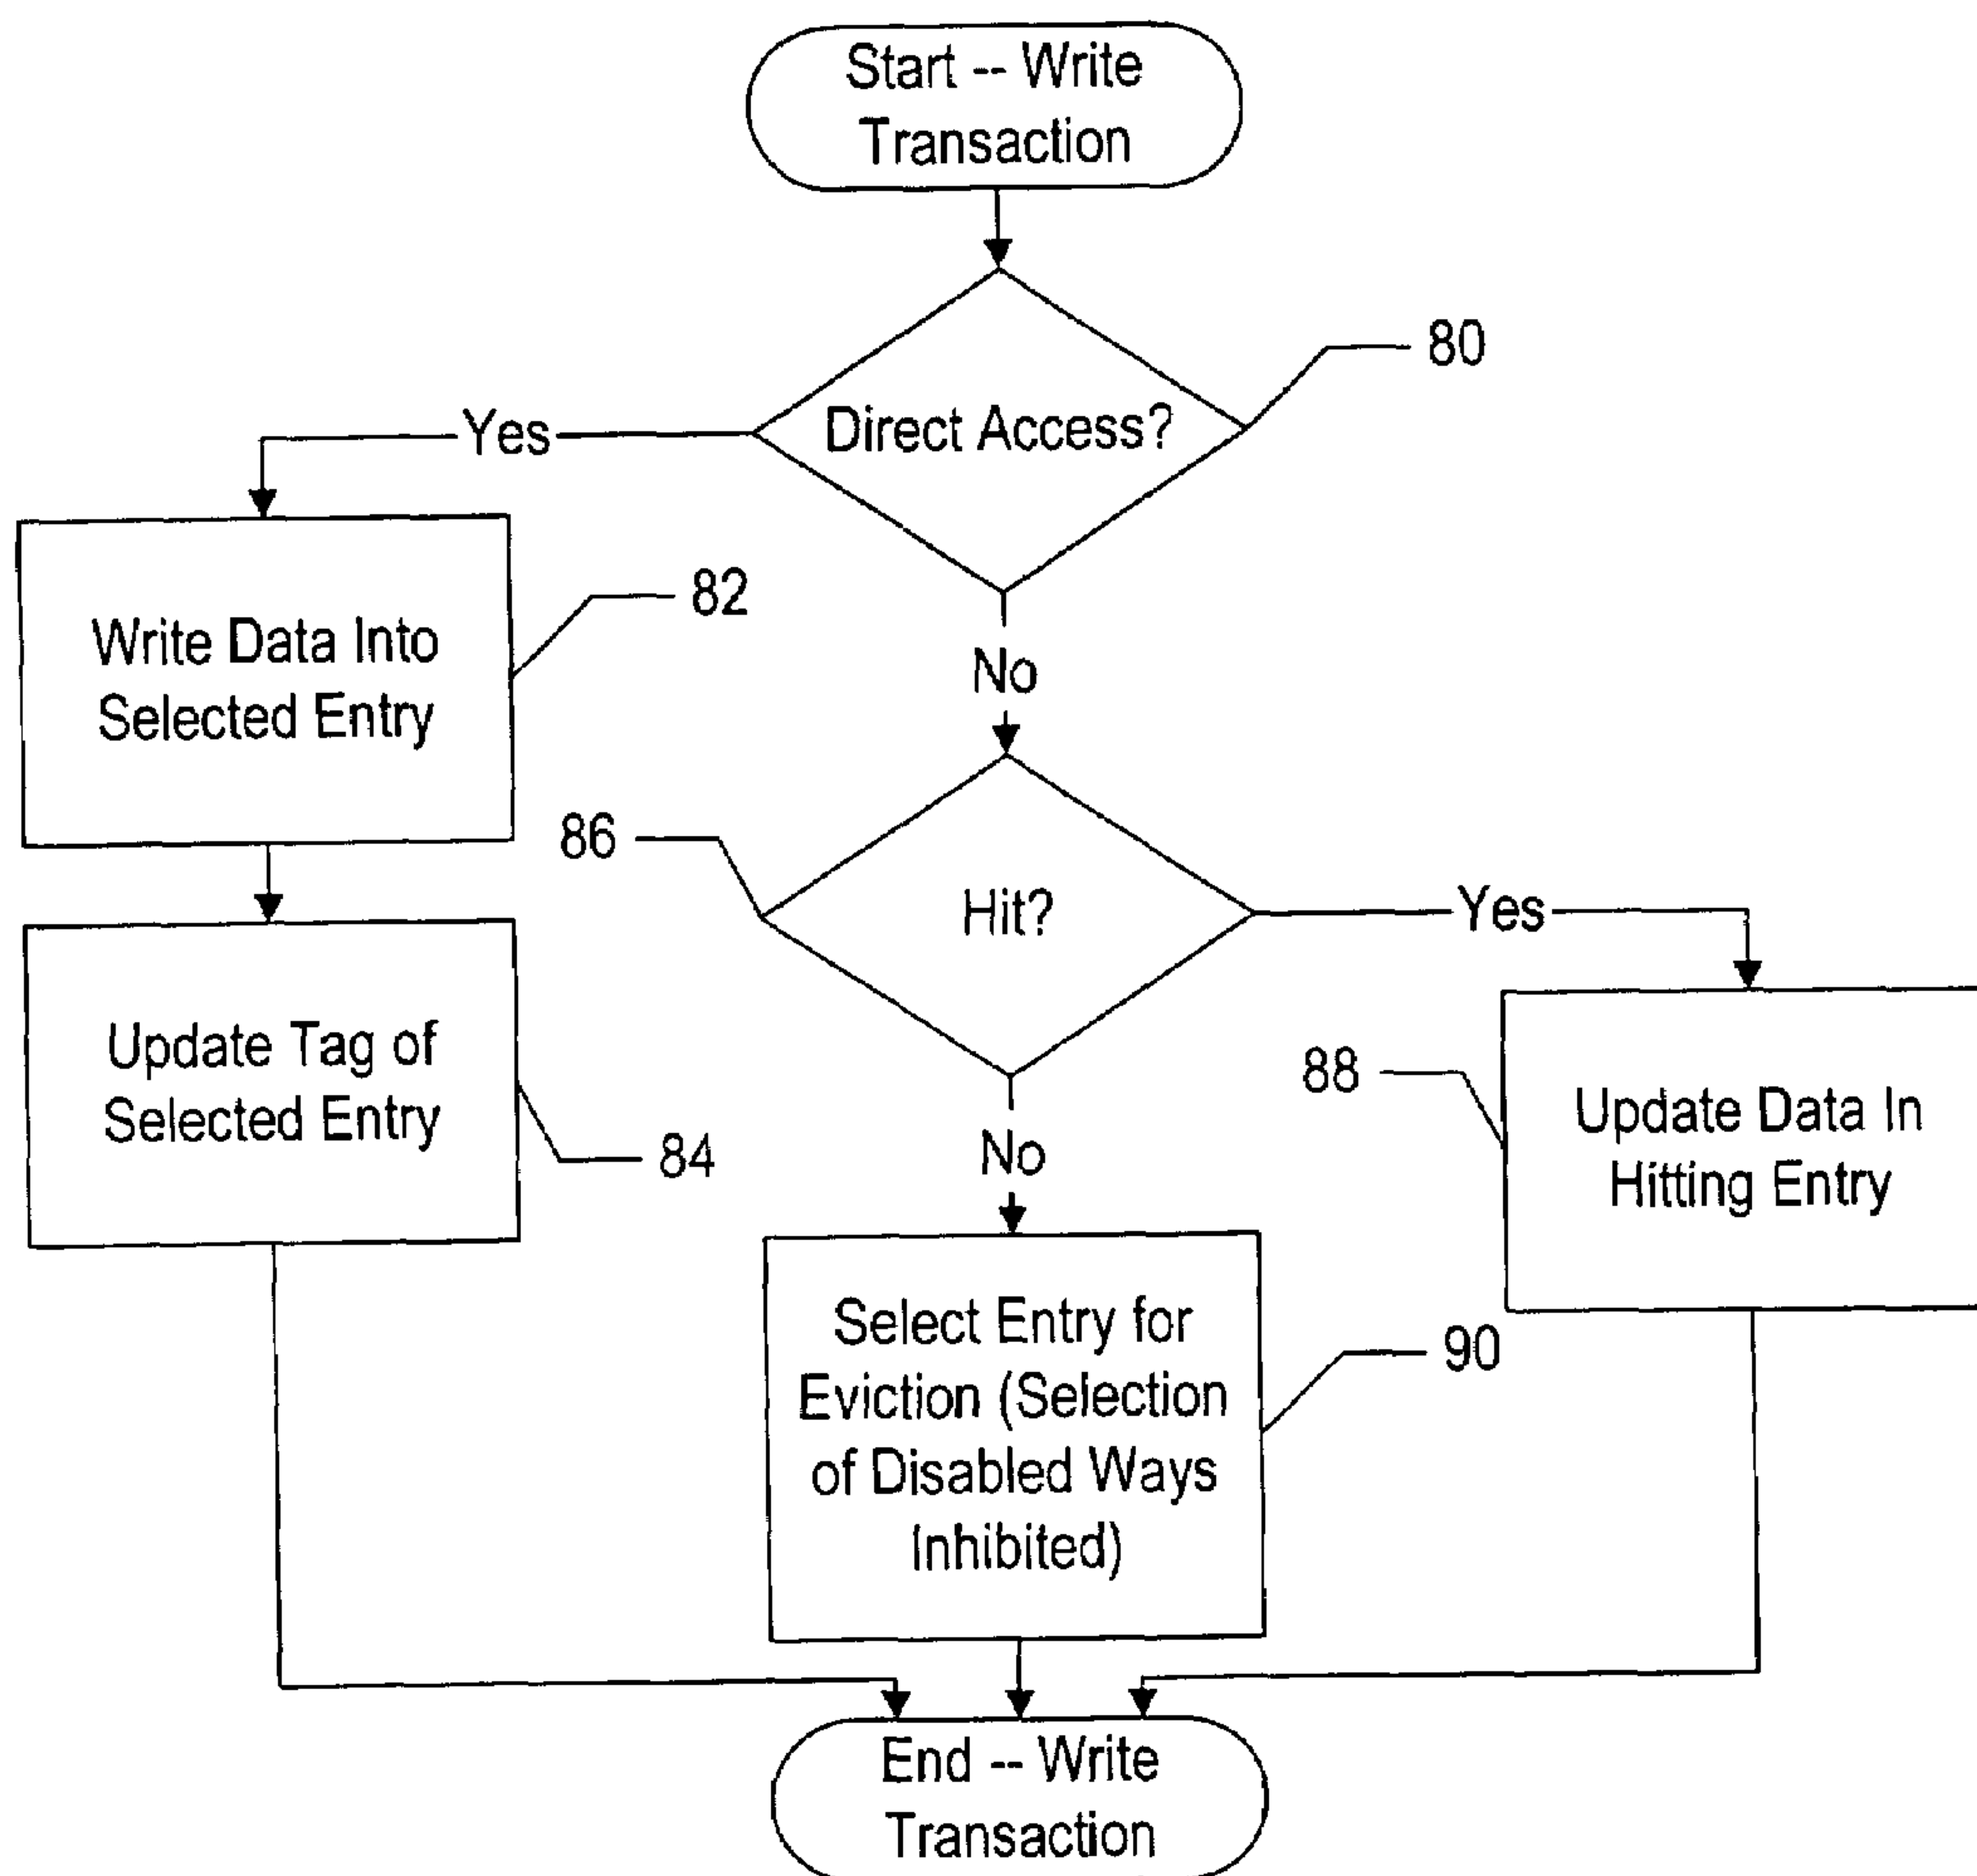 Start -- Write
Transaction
80
Direct Access?
Yes
Write Data Into
Selected Entry
82
No
86
Hit?
Yes
Update Tag of
Selected Entry
84
88
Update Data In
Hitting Entry
No
Select Entry for
Eviction (Selection
of Disabled Ways
Inhibited)
90
End -- Write
Transaction